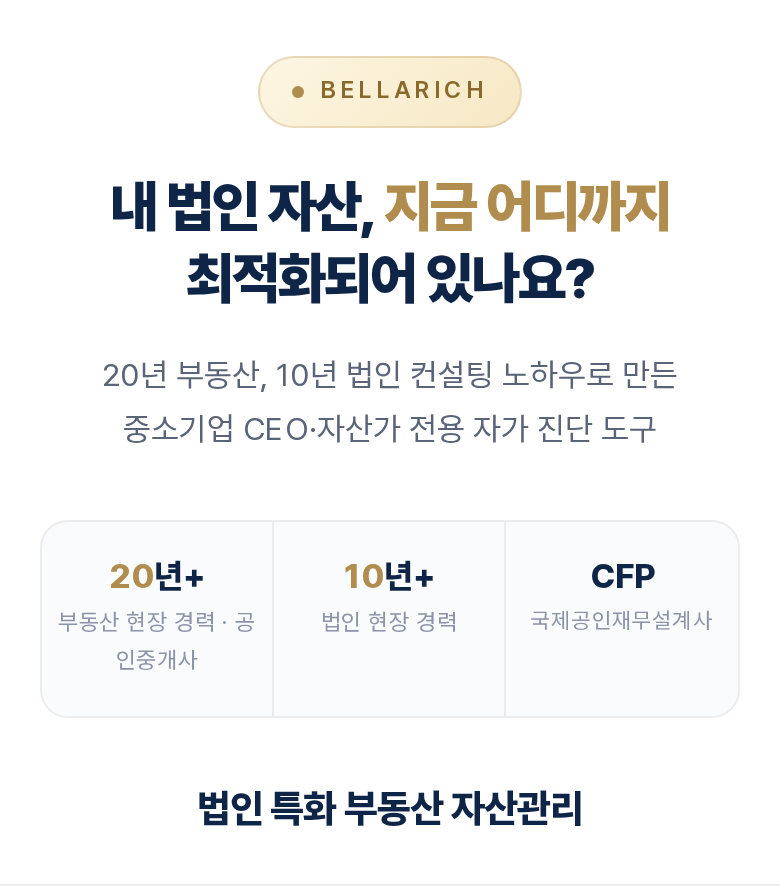 BELLARICH
내 법인 자산, 지금 어디까지
최적화되어 있나요?
20년 부동산, 10년 법인 컨설팅 노하우로 만든
중소기업 CEO·자산가 전용 자가 진단 도구
20년+
부동산 현장 경력 · 공
인중개사
10년+
법인 현장 경력
CFP
국제공인재무설계사
법인 특화 부동산 자산관리